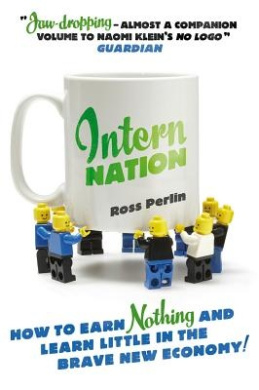 "Jaw-dropping – ALMOST A COMPANION
VOLUME TO NAOMI KLEIN'S NO LOGO"
GUARDIAN
Intern
NATION
Ross Perlin
HOW TO EARN Nothing AND
LEARN LITTLE IN THE
BRAVE NEW ECONOMY!